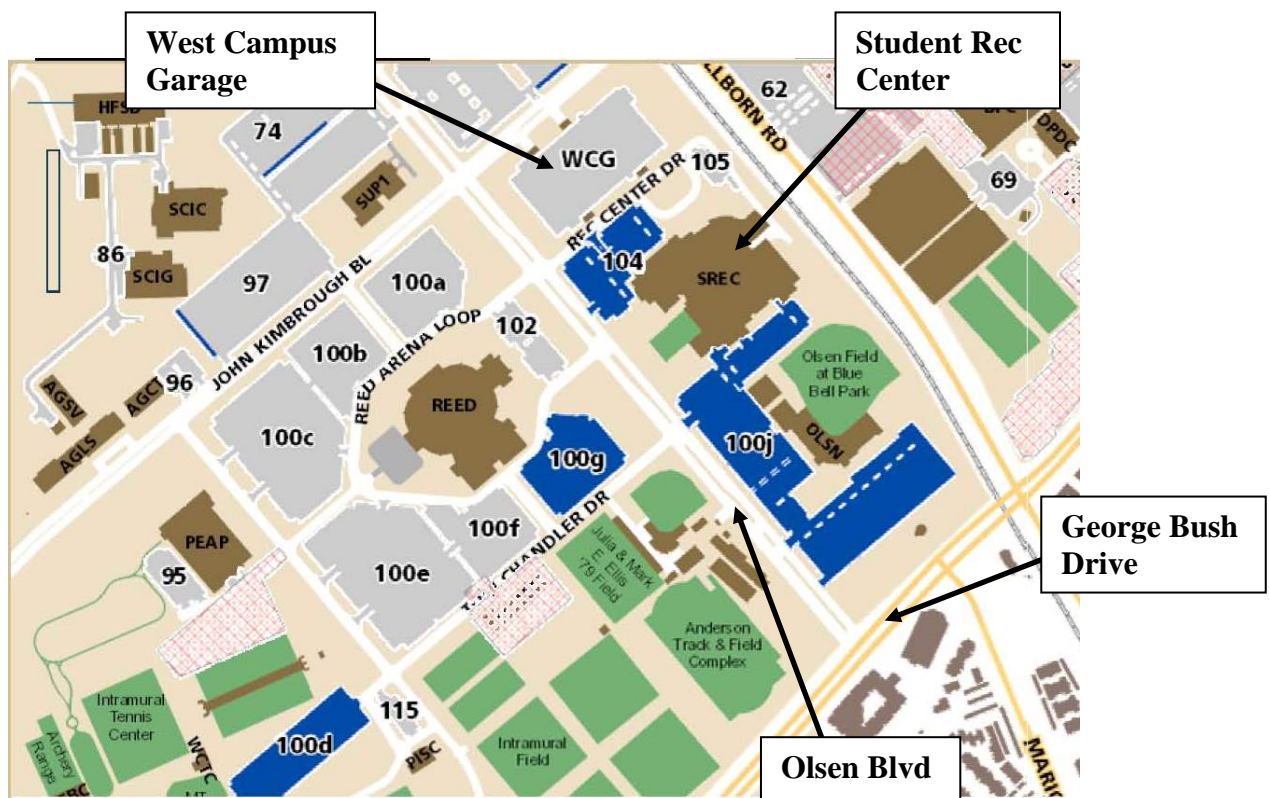 West Campus
Garage
Student Rec
Center
HFSB
74
WCG
105
62
DPDC
69
SUP1
REC CENTER DR
SCIC
86
SCIG
97
JOHN KIMBROUGH BL
100a
104
SREC
102
100b
REED ARENA LOOP
REED
Olsen Field
at Blue
Bell Park
96
AGCT
AGSV
AGLS
100c
100g
100j
OLSN
PEAP
95
100f
100e
CHANDLER DR
Julia & Mark
E. Ellis
'79 Field
George Bush
Drive
Anderson
Track & Field
Complex
Intramural
Tennis
Center
Archery
Range
WCTC
100d
115
PISC
Intramural
Field
Olsen Blvd